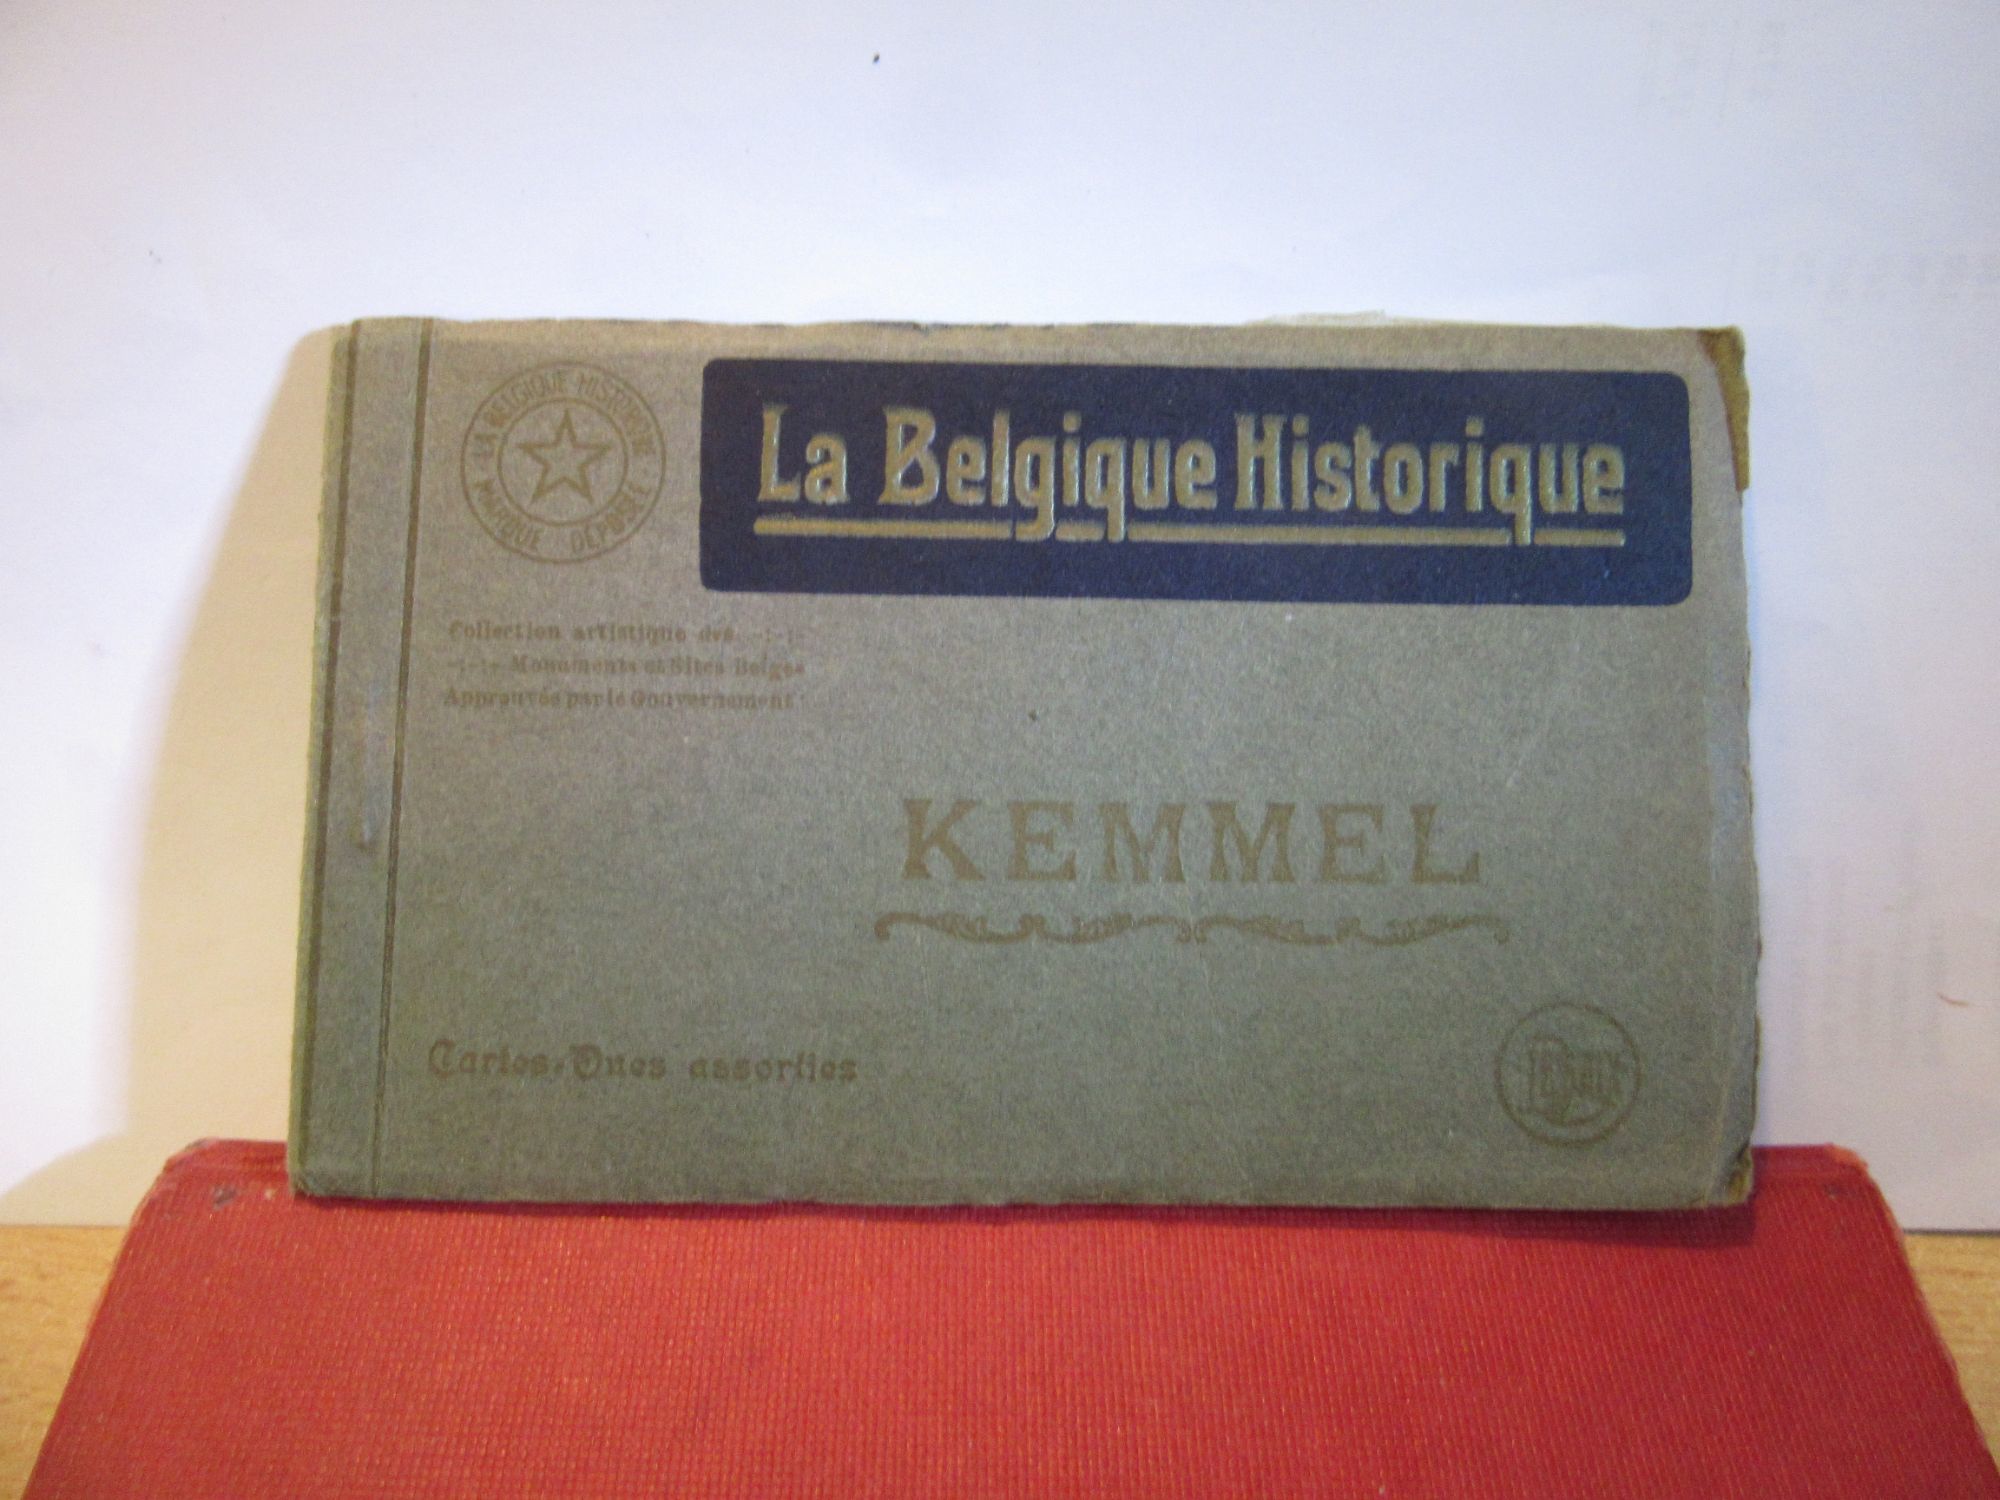 LA BELGIQUE HISTORIQUE
MARQUE DÉPOSÉE
La Belgique Historique
Collection artistique des -:-:-
-:-:- Monuments et Sites Belges
Approuvée par le Gouvernement :
KEMMEL
Cartes-Vues assorties